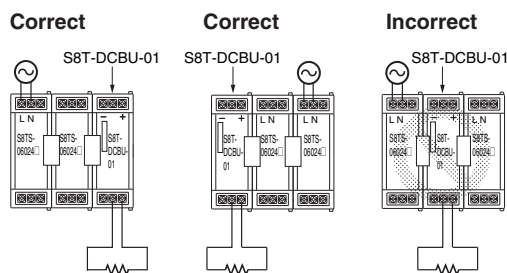 Correct
S8T-DCBU-01
L N
S8TS-
06024□
S8TS-
06024□
– +
S8T-
DCBU-
01
Correct
S8T-DCBU-01
– +
S8T-
DCBU-
01
L N
S8TS-
06024□
L N
S8TS-
06024□
Incorrect
S8T-DCBU-01
L N
S8TS-
06024□
– +
S8T-
DCBU-
01
L N
S8TS-
06024□